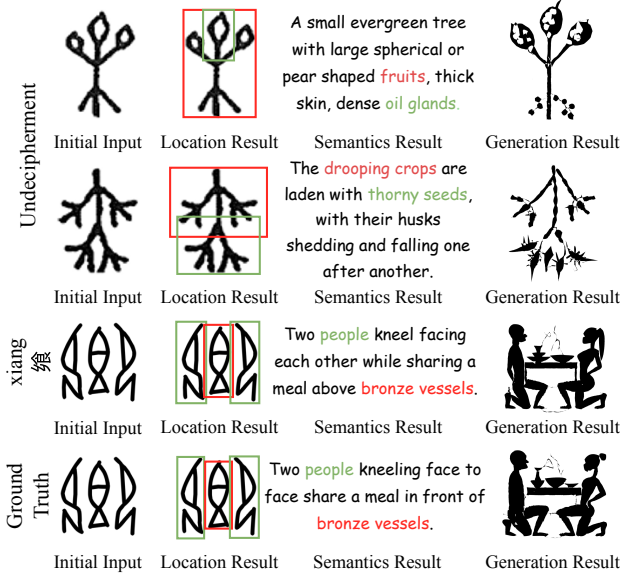 Undecipherment
A small evergreen tree
with large spherical or
pear shaped fruits, thick
skin, dense oil glands.
Initial Input
Location Result
Semantics Result
Generation Result
The drooping crops are
laden with thorny seeds,
with their husks
shedding and falling one
after another.
Initial Input
Location Result
Semantics Result
Generation Result
xiang
飨
Two people kneel facing
each other while sharing a
meal above bronze vessels.
Initial Input
Location Result
Semantics Result
Generation Result
Ground
Truth
Two people kneeling face to
face share a meal in front of
bronze vessels.
Initial Input
Location Result
Semantics Result
Generation Result